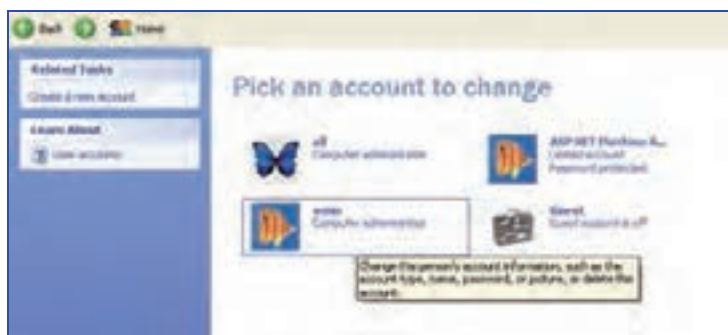 Back Home
Related Tasks
Create a new account
Learn About
User accounts
Pick an account to change
Computer administrator
ASP.NET Machine A...
Limited account
Password protected
Computer administrator
Guest
Guest account is off
Change this person's account information, such as the
account type, name, password, or picture, or delete this
account.